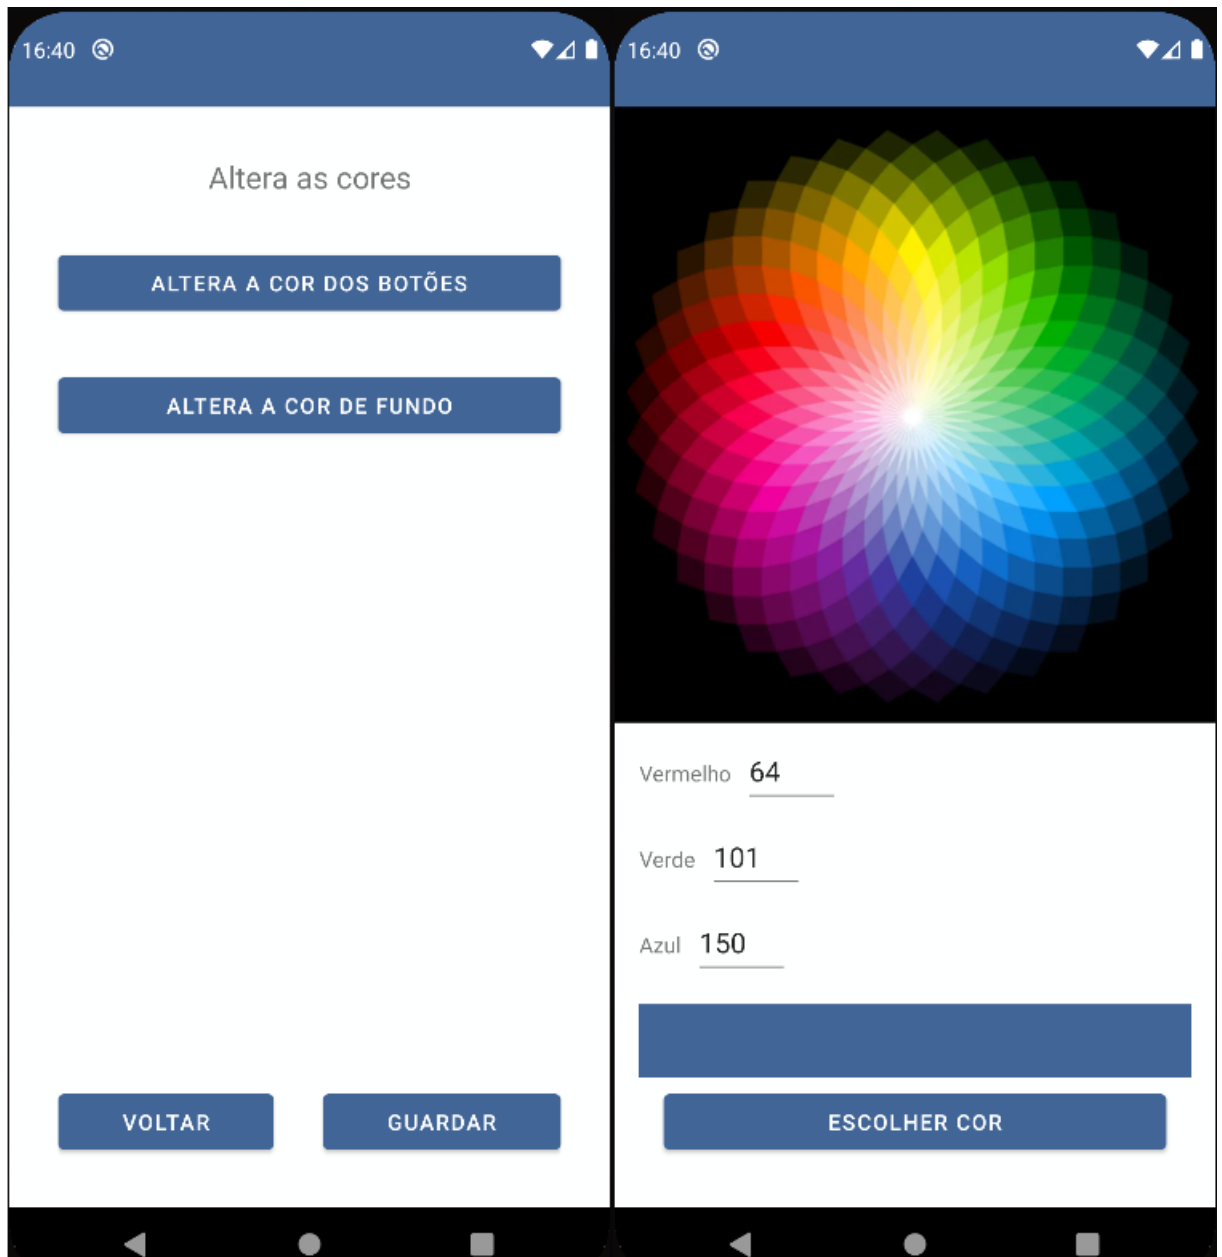 16:40
Altera as cores
ALTERA A COR DOS BOTÕES
ALTERA A COR DE FUNDO
VOLTAR GUARDAR
16:40
Vermelho 64
Verde 101
Azul 150
ESCOLHER COR